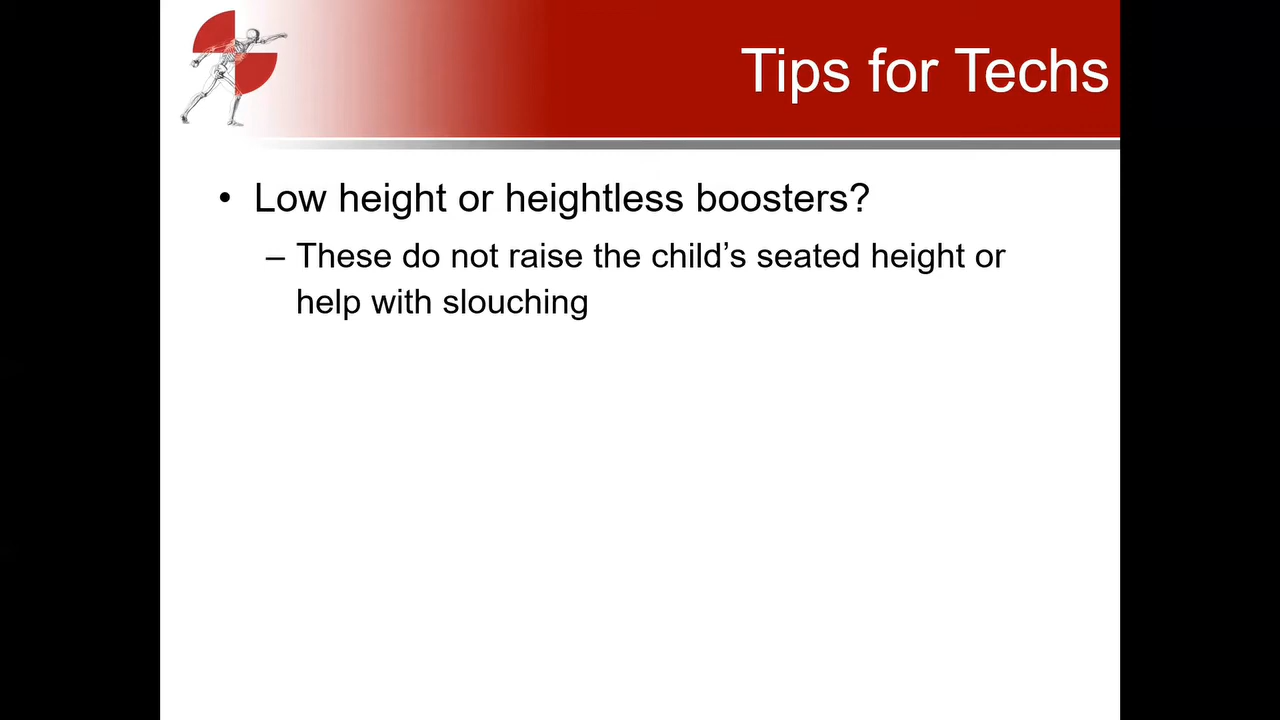 Tips for Techs
• Low height or heightless boosters?
– These do not raise the child’s seated height or
help with slouching